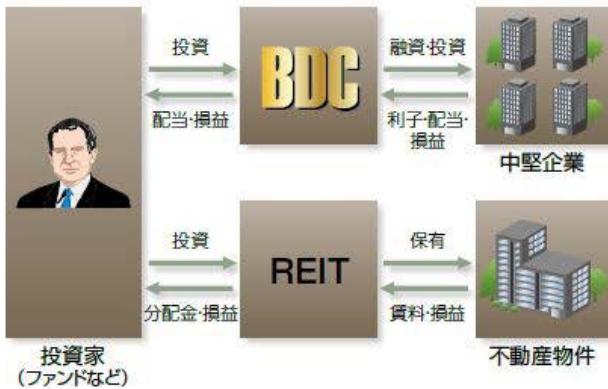 投資
BDC
融資・投資
配当・損益
利子・配当・
損益
中堅企業
投資
REIT
保有
分配金・損益
賃料・損益
投資家
(ファンドなど)
不動産物件